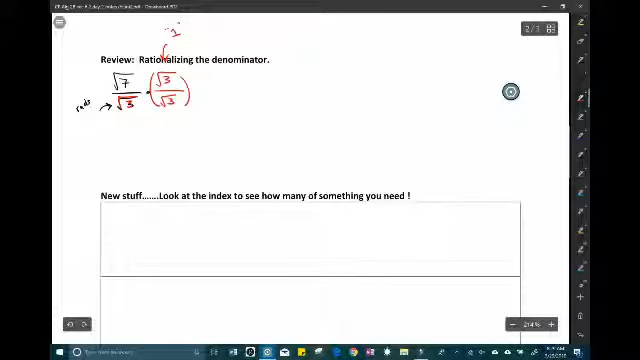 "1"
Review: Rationalizing the denominator.
√7 / √3 · (√3 / √3)
rads →
New stuff.......Look at the index to see how many of something you need !
2 / 3
214 %